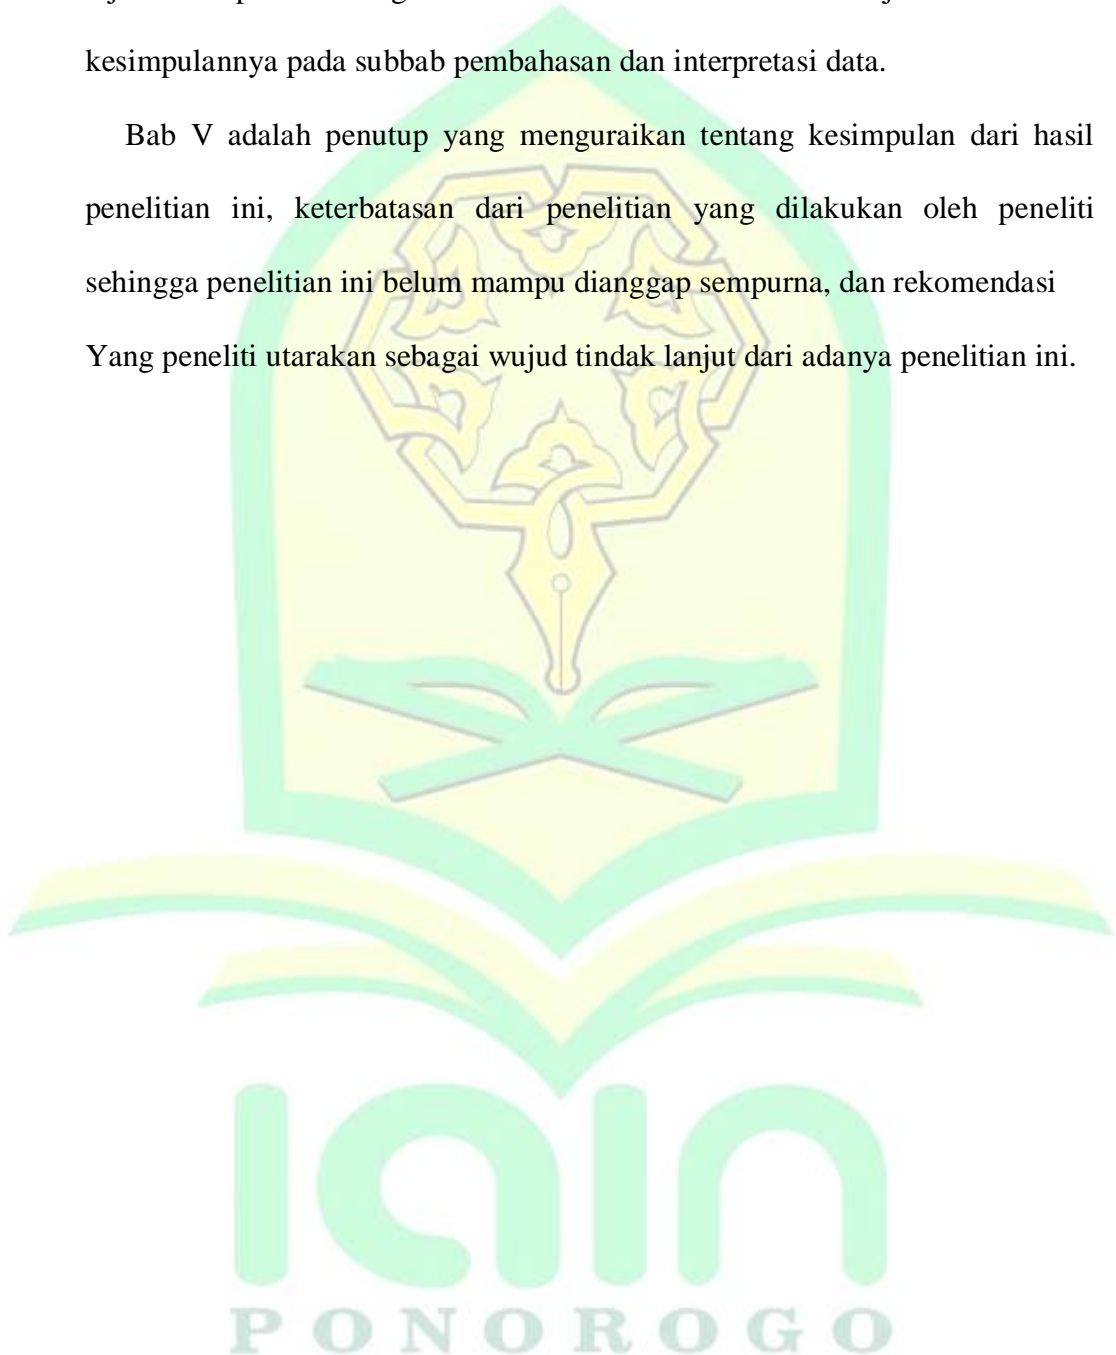 kesimpulannya pada subbab pembahasan dan interpretasi data.
Bab V adalah penutup yang menguraikan tentang kesimpulan dari hasil
penelitian ini, keterbatasan dari penelitian yang dilakukan oleh peneliti
sehingga penelitian ini belum mampu dianggap sempurna, dan rekomendasi
Yang peneliti utarakan sebagai wujud tindak lanjut dari adanya penelitian ini.
iain
PONOROGO